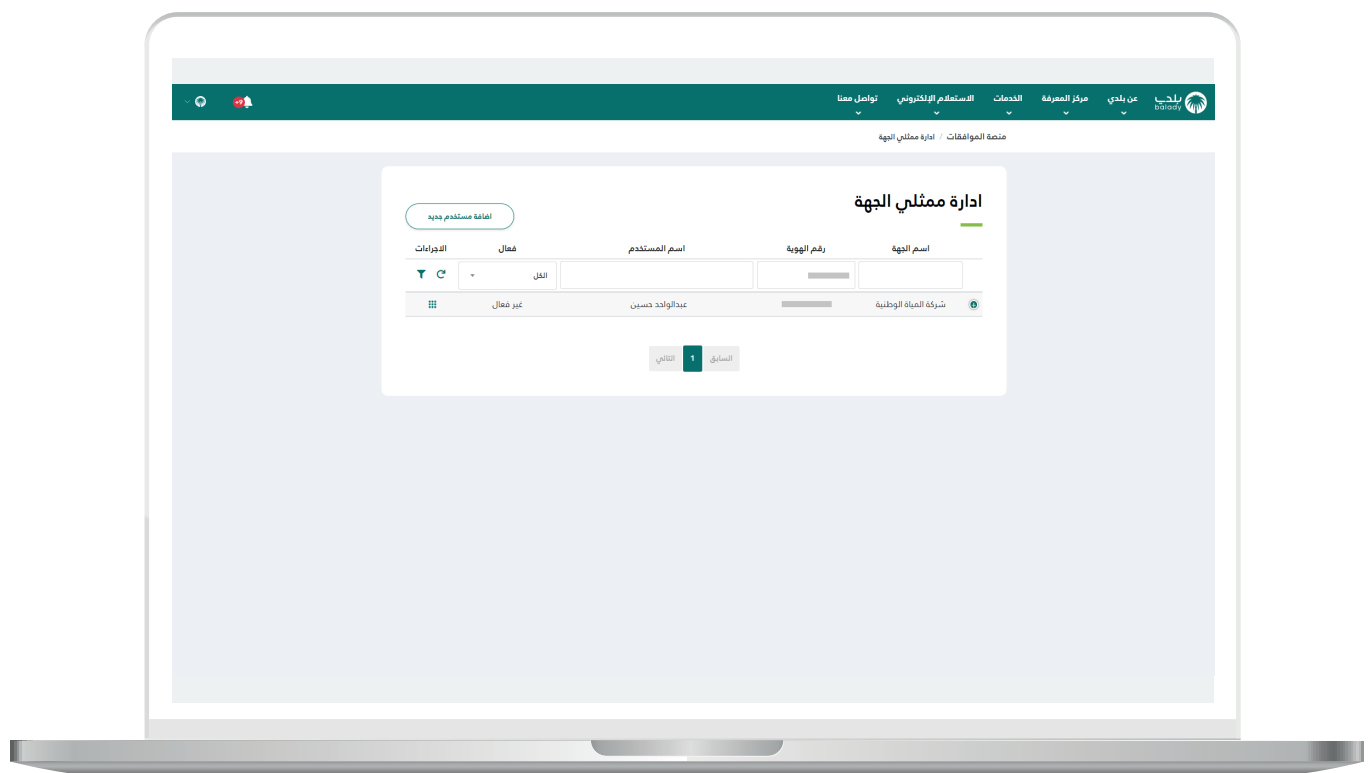 بلدي
balady
عن بلدي مركز المعرفة الخدمات الاستعلام الإلكتروني تواصل معنا
+9
منصة الموافقات / ادارة ممثلي الجهة
ادارة ممثلي الجهة
اضافة مستخدم جديد
اسم الجهة رقم الهوية اسم المستخدم فعال الاجراءات
الكل
شركة المياة الوطنية عبدالواحد حسين غير فعال
السابق 1 التالي